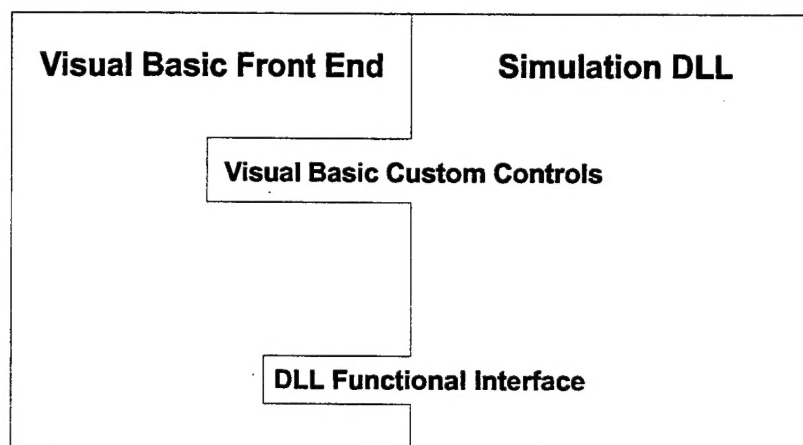 Visual Basic Front End
Simulation DLL
Visual Basic Custom Controls
DLL Functional Interface